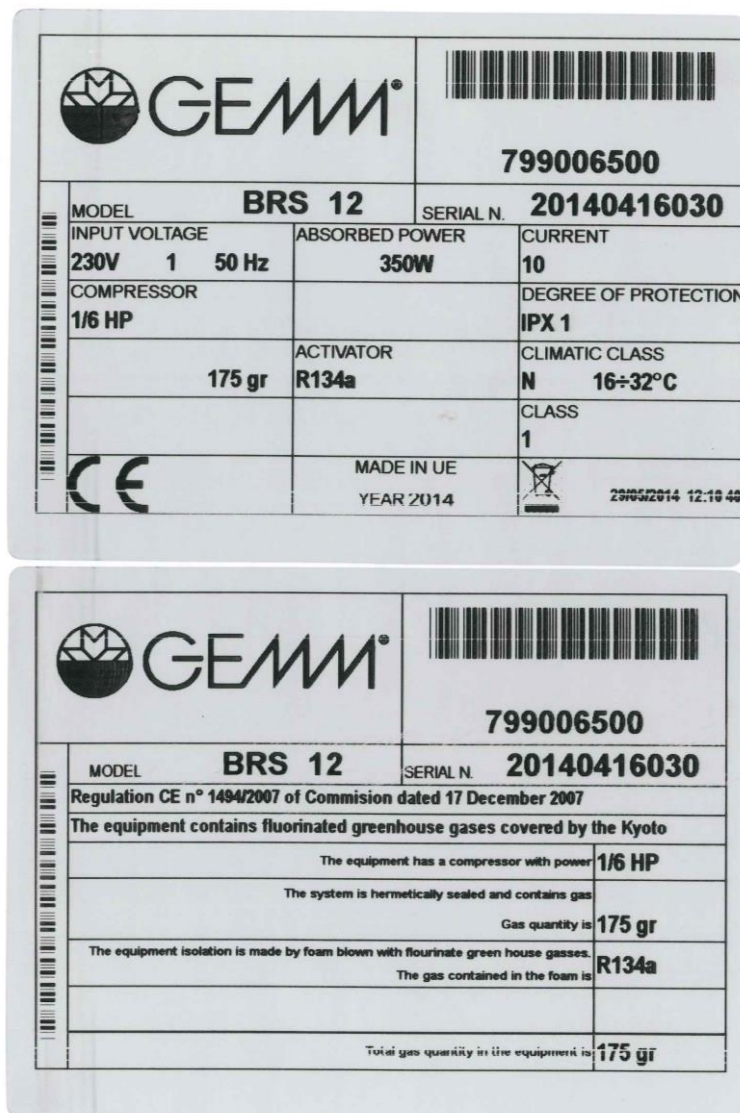 M GEMM®
799006500
MODEL BRS 12 SERIAL N. 20140416030
INPUT VOLTAGE ABSORBED POWER CURRENT
230V 1 50 Hz 350W 10
COMPRESSOR DEGREE OF PROTECTION
1/6 HP IPX 1
ACTIVATOR CLIMATIC CLASS
175 gr R134a N 16÷32°C
CLASS
1
CE MADE IN UE
YEAR 2014 29/05/2014 12:10 40
M GEMM®
799006500
MODEL BRS 12 SERIAL N. 20140416030
Regulation CE n° 1494/2007 of Commision dated 17 December 2007
The equipment contains fluorinated greenhouse gases covered by the Kyoto
The equipment has a compressor with power 1/6 HP
The system is hermetically sealed and contains gas
Gas quantity is 175 gr
The equipment isolation is made by foam blown with flourinate green house gasses.
The gas contained in the foam is R134a
Total gas quantity in the equipment is 175 gr